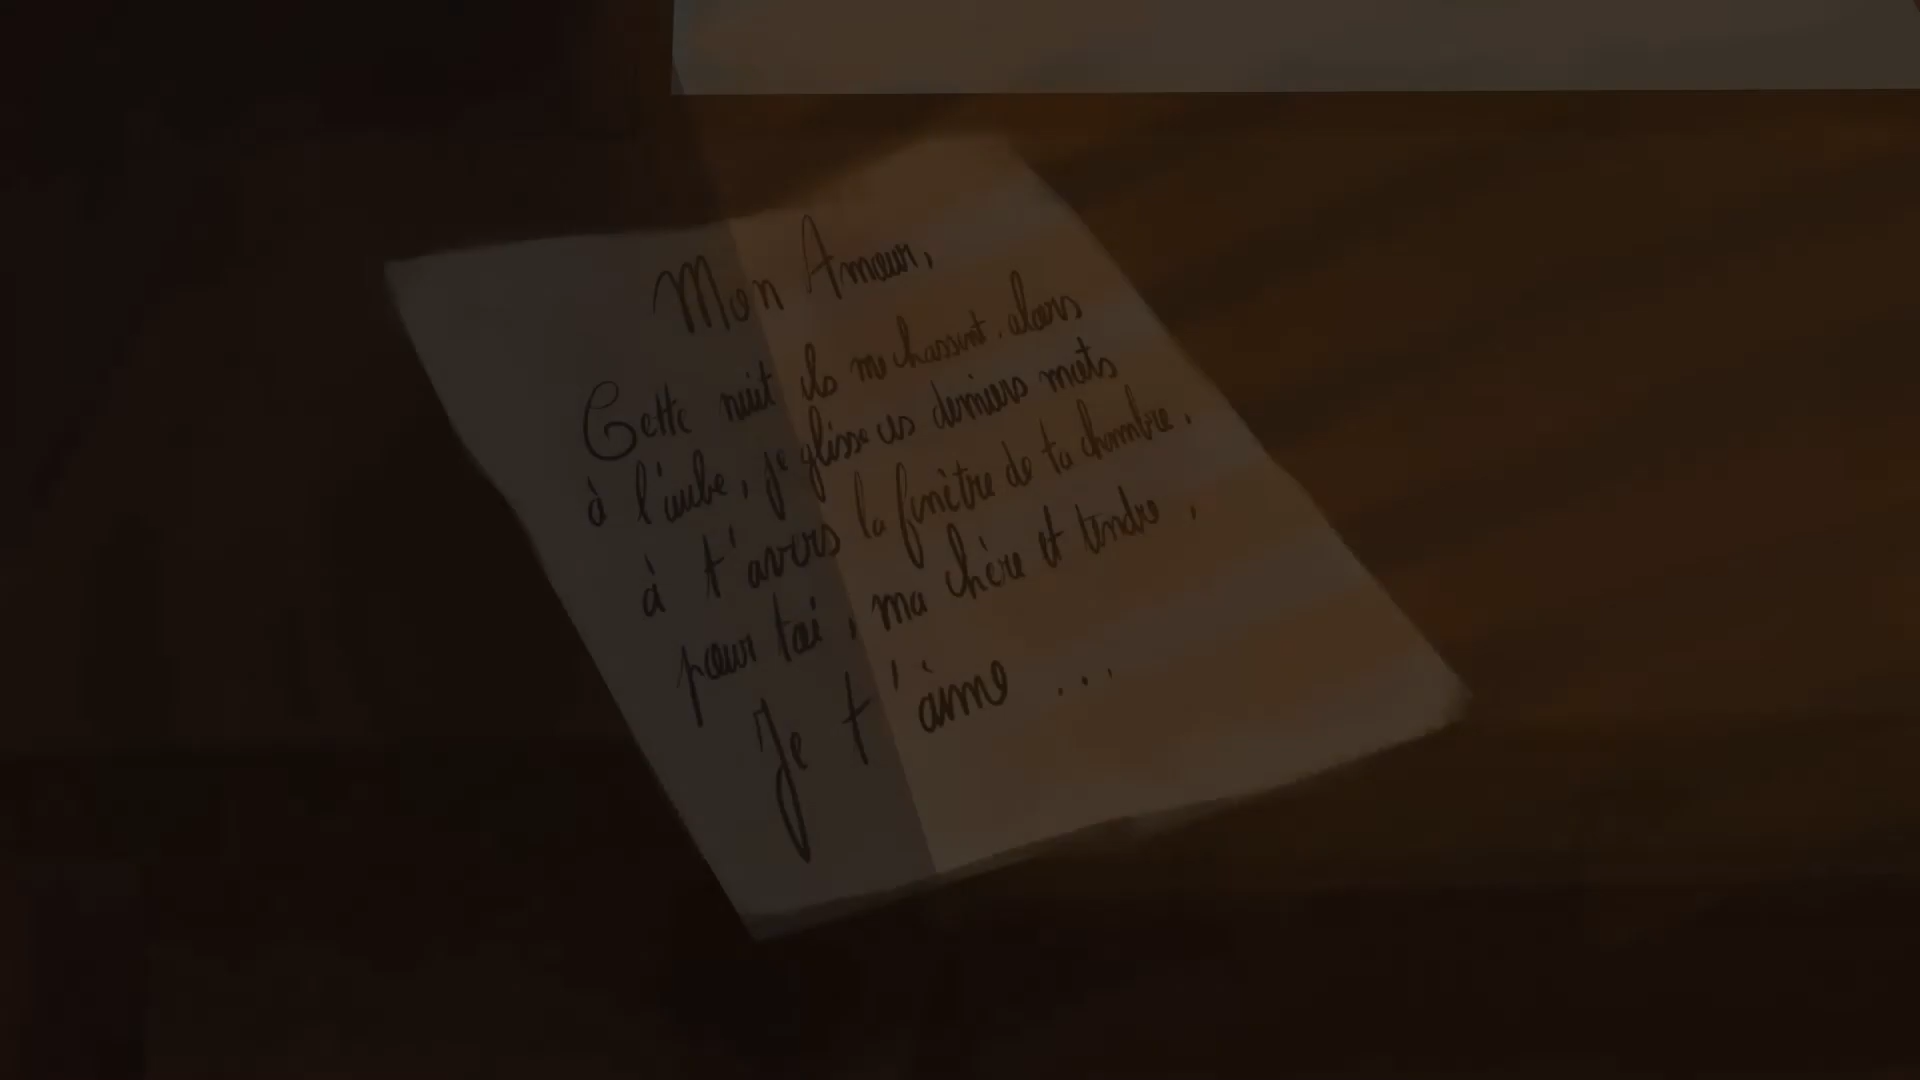 Mon Amour,
Cette nuit ils me chassent, alors
à l'aube, je glisse ces derniers mots
à t'avers la fenêtre de ta chambre.
pour toi, ma chère et tendre,
Je t'aime ...